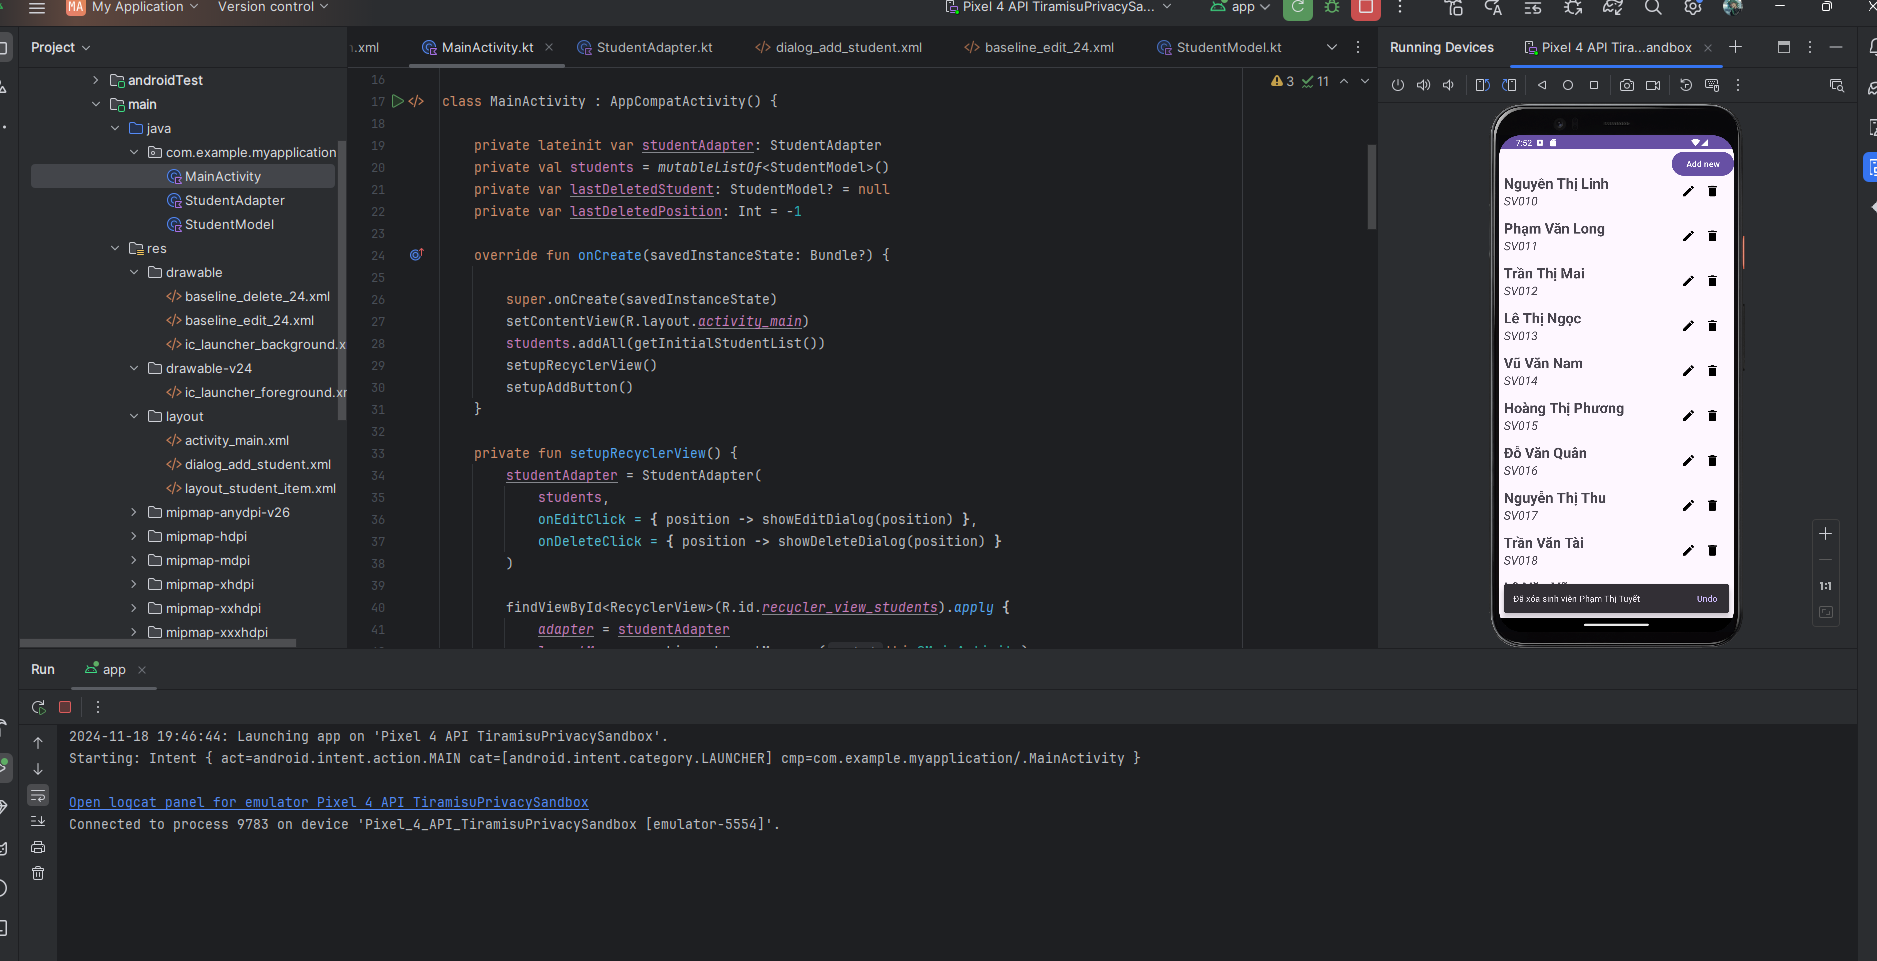 MA My Application
Version control
Pixel 4 API TiramisuPrivacySa...
app
Project
androidTest
main
java
com.example.myapplication
MainActivity
StudentAdapter
StudentModel
res
drawable
baseline_delete_24.xml
baseline_edit_24.xml
ic_launcher_background.x
drawable-v24
ic_launcher_foreground.xr
layout
activity_main.xml
dialog_add_student.xml
layout_student_item.xml
mipmap-anydpi-v26
mipmap-hdpi
mipmap-mdpi
mipmap-xhdpi
mipmap-xxhdpi
mipmap-xxxhdpi
n.xml
MainActivity.kt
StudentAdapter.kt
dialog_add_student.xml
baseline_edit_24.xml
StudentModel.kt
3 11
16
17 class MainActivity : AppCompatActivity() {
18
19 private lateinit var studentAdapter: StudentAdapter
20 private val students = mutableListOf<StudentModel>()
21 private var lastDeletedStudent: StudentModel? = null
22 private var lastDeletedPosition: Int = -1
23
24 override fun onCreate(savedInstanceState: Bundle?) {
25
26 super.onCreate(savedInstanceState)
27 setContentView(R.layout.activity_main)
28 students.addAll(getInitialStudentList())
29 setupRecyclerView()
30 setupAddButton()
31 }
32
33 private fun setupRecyclerView() {
34 studentAdapter = StudentAdapter(
35 students,
36 onEditClick = { position -> showEditDialog(position) },
37 onDeleteClick = { position -> showDeleteDialog(position) }
38 )
39
40 findViewById<RecyclerView>(R.id.recycler_view_students).apply {
41 adapter = studentAdapter
Running Devices
Pixel 4 API Tira...andbox
7:52
Add new
Nguyễn Thị Linh
SV010
Phạm Văn Long
SV011
Trần Thị Mai
SV012
Lê Thị Ngọc
SV013
Vũ Văn Nam
SV014
Hoàng Thị Phương
SV015
Đỗ Văn Quân
SV016
Nguyễn Thị Thu
SV017
Trần Văn Tài
SV018
Đã xóa sinh viên Phạm Thị Tuyết
Undo
1:1
Run
app
2024-11-18 19:46:44: Launching app on 'Pixel 4 API TiramisuPrivacySandbox'.
Starting: Intent { act=android.intent.action.MAIN cat=[android.intent.category.LAUNCHER] cmp=com.example.myapplication/.MainActivity }
Open logcat panel for emulator Pixel 4 API TiramisuPrivacySandbox
Connected to process 9783 on device 'Pixel_4_API_TiramisuPrivacySandbox [emulator-5554]'.